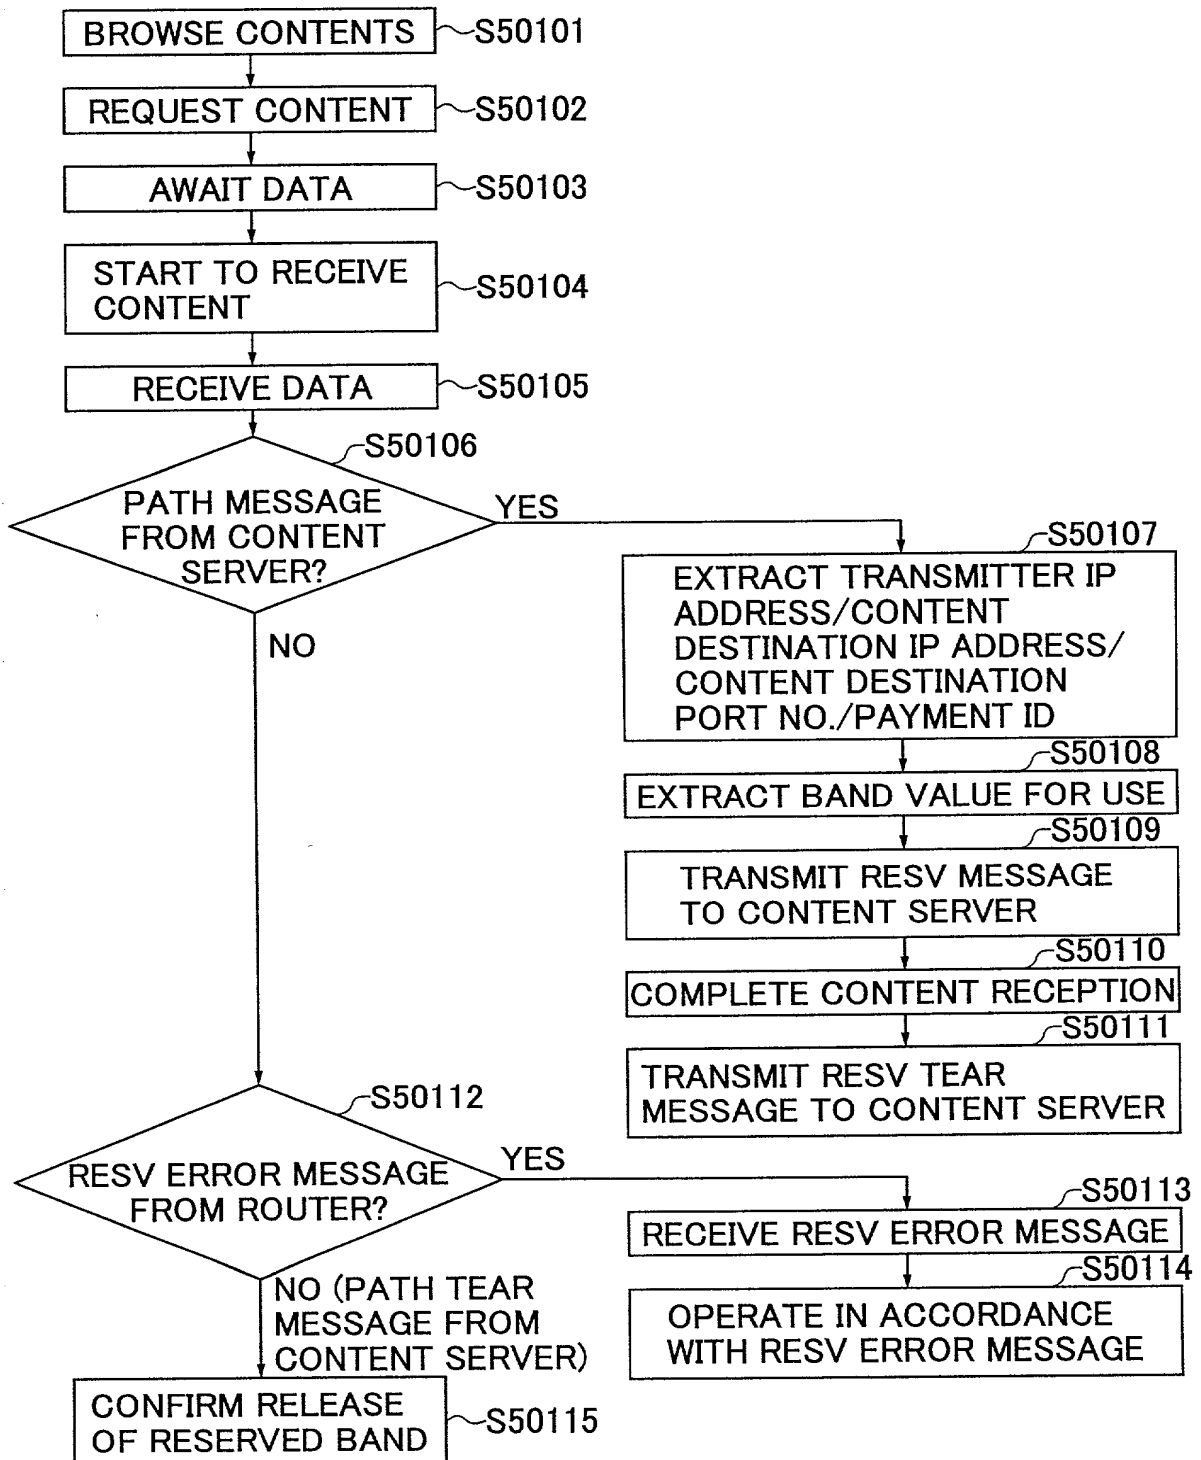 BROWSE CONTENTS
S50101
REQUEST CONTENT
S50102
AWAIT DATA
S50103
START TO RECEIVE
CONTENT
S50104
RECEIVE DATA
S50105
S50106
PATH MESSAGE
FROM CONTENT
SERVER?
YES
NO
S50107
EXTRACT TRANSMITTER IP
ADDRESS/CONTENT
DESTINATION IP ADDRESS/
CONTENT DESTINATION
PORT NO./PAYMENT ID
S50108
EXTRACT BAND VALUE FOR USE
S50109
TRANSMIT RESV MESSAGE
TO CONTENT SERVER
S50110
COMPLETE CONTENT RECEPTION
S50111
TRANSMIT RESV TEAR
MESSAGE TO CONTENT SERVER
S50112
RESV ERROR MESSAGE
FROM ROUTER?
YES
S50113
RECEIVE RESV ERROR MESSAGE
S50114
OPERATE IN ACCORDANCE
WITH RESV ERROR MESSAGE
NO (PATH TEAR
MESSAGE FROM
CONTENT SERVER)
CONFIRM RELEASE
OF RESERVED BAND
S50115